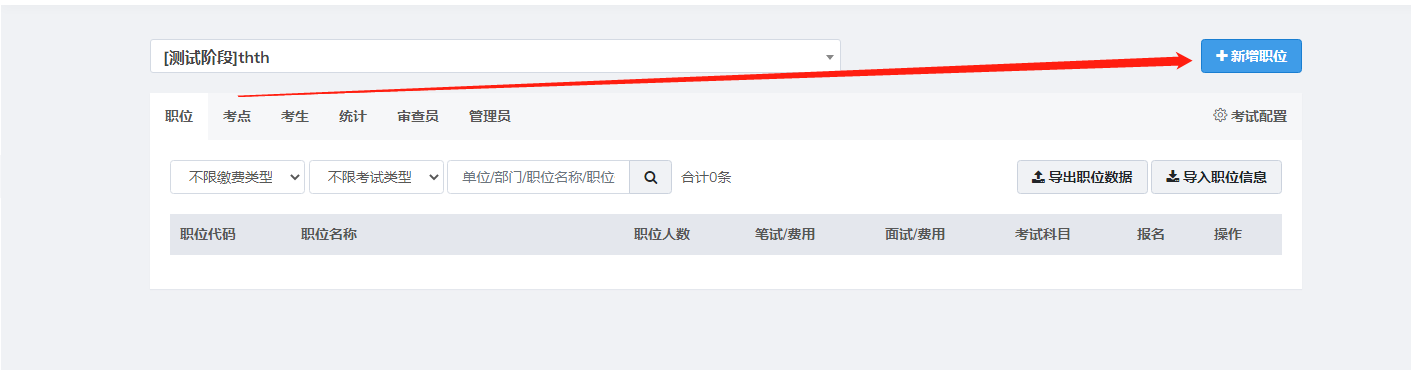 [测试阶段]thth
新增职位
职位 考点 考生 统计 审查员 管理员 考试配置
不限缴费类型 不限考试类型 单位/部门/职位名称/职位 合计0条 导出职位数据 导入职位信息
职位代码 职位名称 职位人数 笔试/费用 面试/费用 考试科目 报名 操作